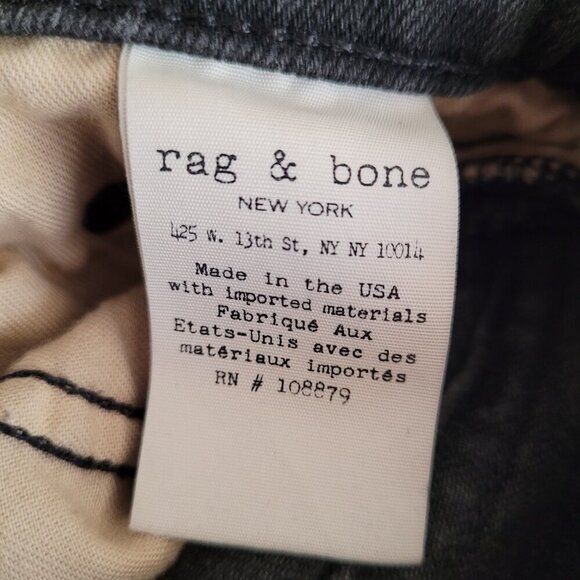 rag & bone
NEW YORK
425 W. 13th St, NY NY 10014
Made in the USA
with imported materials
Fabriqué Aux
Etats-Unis avec des
matériaux importés
RN # 108879